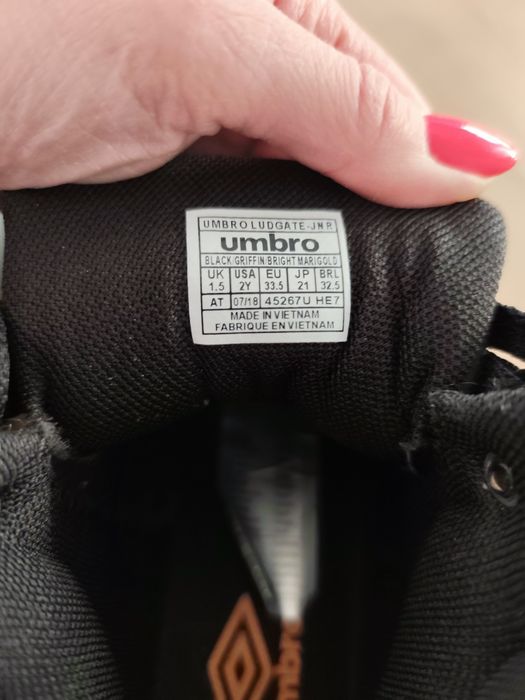 UMBRO LUDGATE-JNR
umbro
BLACK/GRIFFIN/BRIGHT MARIGOLD
UK USA EU JP BRL
1.5 2Y 33.5 21 32.5
AT 07/18 45267U HE7
MADE IN VIETNAM
FABRIQUE EN VIETNAM
umbro